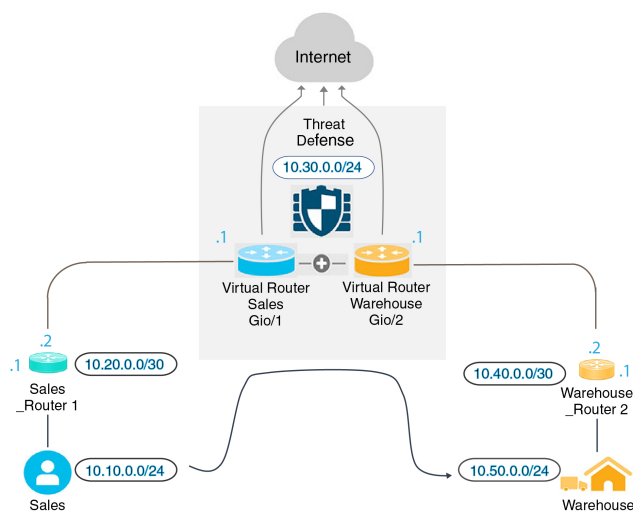 Internet
Threat
Defense
10.30.0.0/24
.1
.1
Virtual Router
Sales
Gio/1
Virtual Router
Warehouse
Gio/2
.2
.1
10.20.0.0/30
Sales
_Router 1
10.40.0.0/30
.2
.1
Warehouse
_Router 2
10.10.0.0/24
Sales
10.50.0.0/24
Warehouse